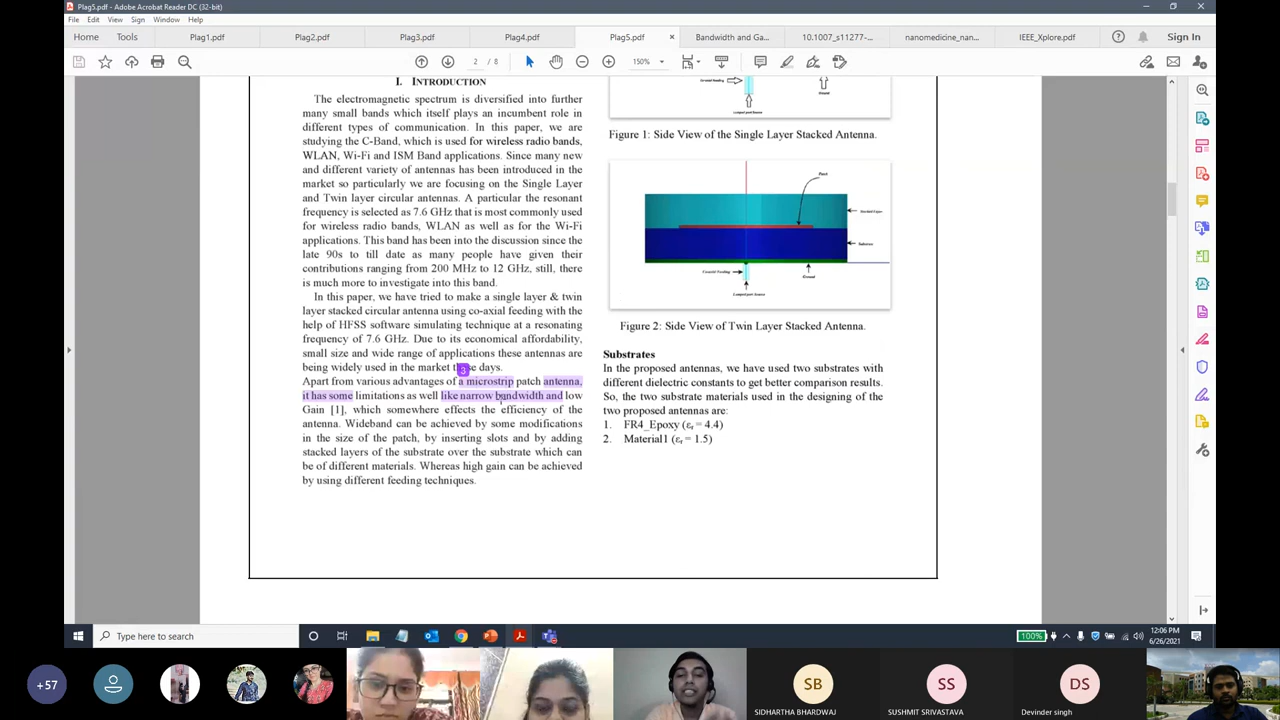 Plag5.pdf - Adobe Acrobat Reader DC (32-bit)
File Edit View Sign Window Help
Home Tools Plag1.pdf Plag2.pdf Plag3.pdf Plag4.pdf Plag5.pdf × Bandwidth and Ga... 10.1007_s11277-... nanomedicine_nan... IEEE_Xplore.pdf Sign In
2 / 8 150%
I. INTRODUCTION
The electromagnetic spectrum is diversified into further
many small bands which itself plays an incumbent role in
different types of communication. In this paper, we are
studying the C-Band, which is used for wireless radio bands,
WLAN, Wi-Fi and ISM Band applications. Since many new
and different variety of antennas has been introduced in the
market so particularly we are focusing on the Single Layer
and Twin layer circular antennas. A particular the resonant
frequency is selected as 7.6 GHz that is most commonly used
for wireless radio bands, WLAN as well as for the Wi-Fi
applications. This band has been into the discussion since the
late 90s to till date as many people have given their
contributions ranging from 200 MHz to 12 GHz, still, there
is much more to investigate into this band.
In this paper, we have tried to make a single layer & twin
layer stacked circular antenna using co-axial feeding with the
help of HFSS software simulating technique at a resonating
frequency of 7.6 GHz. Due to its economical affordability,
small size and wide range of applications these antennas are
being widely used in the market these days.
3
Apart from various advantages of a microstrip patch antenna,
it has some limitations as well like narrow bandwidth and low
Gain [1], which somewhere effects the efficiency of the
antenna. Wideband can be achieved by some modifications
in the size of the patch, by inserting slots and by adding
stacked layers of the substrate over the substrate which can
be of different materials. Whereas high gain can be achieved
by using different feeding techniques.
Ground
Figure 1: Side View of the Single Layer Stacked Antenna.
Patch
Stacked Layer
Substrate
Coaxial Feeding
Ground
Lumped port Source
Figure 2: Side View of Twin Layer Stacked Antenna.
Substrates
In the proposed antennas, we have used two substrates with
different dielectric constants to get better comparison results.
So, the two substrate materials used in the designing of the
two proposed antennas are:
1. FR4_Epoxy (εr = 4.4)
2. Material1 (εr = 1.5)
Type here to search
100%
12:06 PM
6/26/2021
+57
SB
SIDHARTHA BHARDWAJ
SS
SUSHMIT SRIVASTAVA
DS
Devinder singh